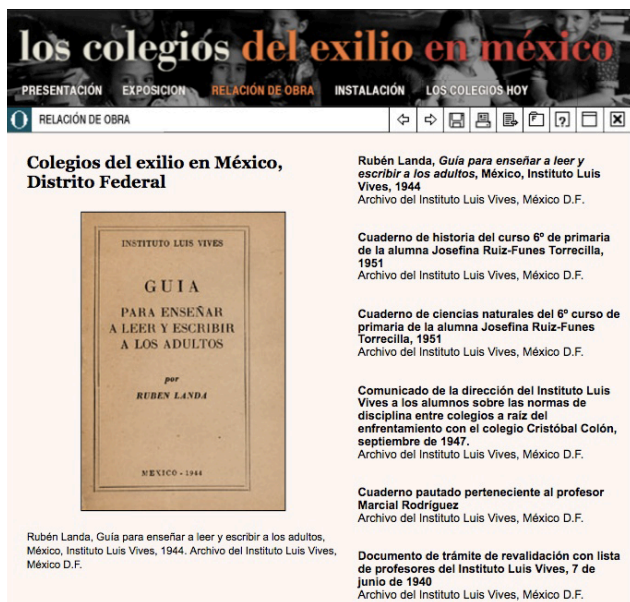 los colegios del exilio en méxico
PRESENTACIÓN EXPOSICION RELACIÓN DE OBRA INSTALACIÓN LOS COLEGIOS HOY
RELACIÓN DE OBRA
Colegios del exilio en México,
Distrito Federal
INSTITUTO LUIS VIVES
GUIA
PARA ENSEÑAR
A LEER Y ESCRIBIR
A LOS ADULTOS
por
RUBEN LANDA
MEXICO - 1944
Rubén Landa, Guía para enseñar a leer y escribir a los adultos,
México, Instituto Luis Vives, 1944. Archivo del Instituto Luis Vives,
México D.F.
Rubén Landa, Guía para enseñar a leer y
escribir a los adultos, México, Instituto Luis
Vives, 1944
Archivo del Instituto Luis Vives, México D.F.
Cuaderno de historia del curso 6º de primaria
de la alumna Josefina Ruiz-Funes Torrecilla,
1951
Archivo del Instituto Luis Vives, México D.F.
Cuaderno de ciencias naturales del 6º curso de
primaria de la alumna Josefina Ruiz-Funes
Torrecilla, 1951
Archivo del Instituto Luis Vives, México D.F.
Comunicado de la dirección del Instituto Luis
Vives a los alumnos sobre las normas de
disciplina entre colegios a raíz del
enfrentamiento con el colegio Cristóbal Colón,
septiembre de 1947.
Archivo del Instituto Luis Vives, México D.F.
Cuaderno pautado perteneciente al profesor
Marcial Rodríguez
Archivo del Instituto Luis Vives, México D.F.
Documento de trámite de revalidación con lista
de profesores del Instituto Luis Vives, 7 de
junio de 1940
Archivo del Instituto Luis Vives, México D.F.